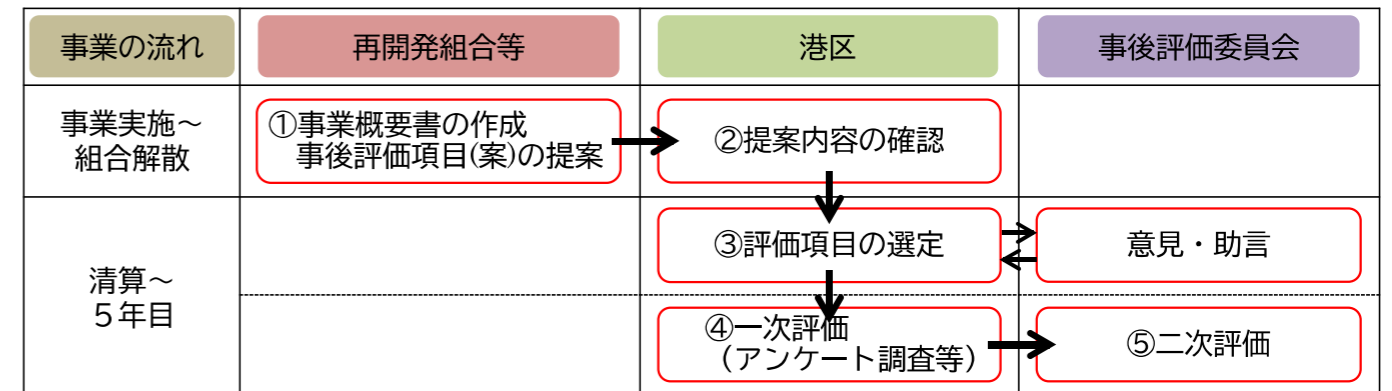 事業の流れ
再開発組合等
港区
事後評価委員会
事業実施～
組合解散
①事業概要書の作成
事後評価項目(案)の提案
②提案内容の確認
清算～
５年目
③評価項目の選定
意見・助言
④一次評価
（アンケート調査等）
⑤二次評価